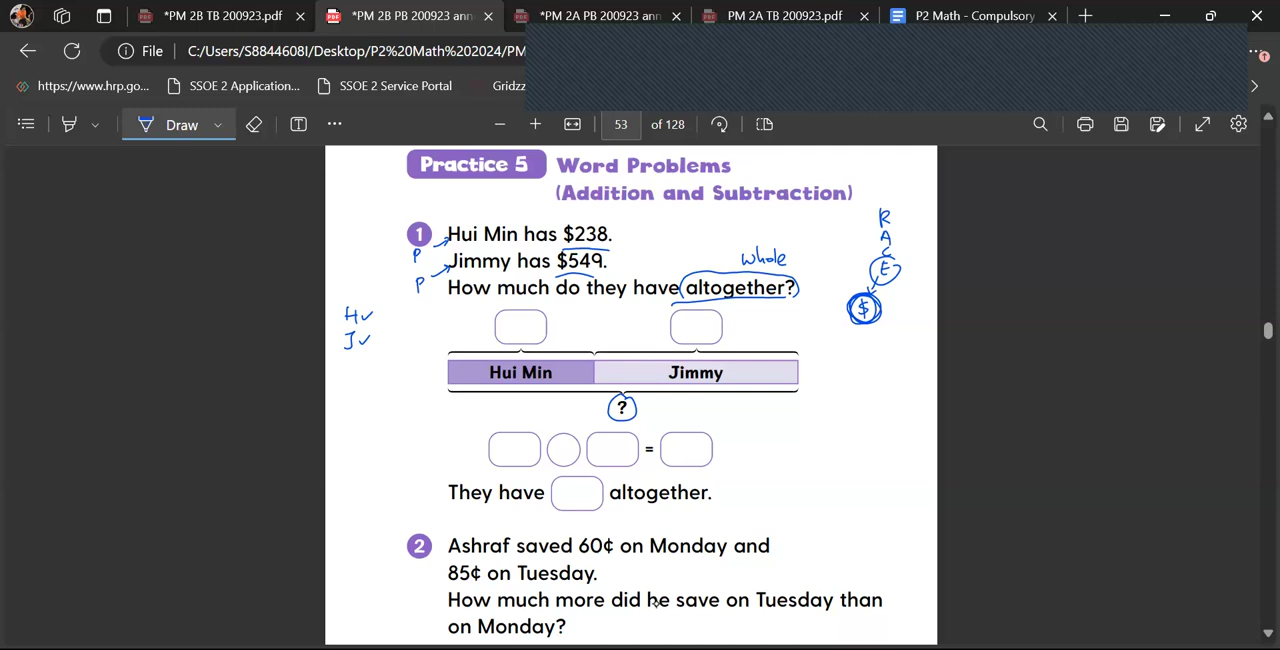 *PM 2B TB 200923.pdf
*PM 2B PB 200923 ann
*PM 2A PB 200923 ann
PM 2A TB 200923.pdf
P2 Math - Compulsory
File
C:/Users/S8844608I/Desktop/P2%20Math%202024/PM
https://www.hrp.go...
SSOE 2 Application...
SSOE 2 Service Portal
Gridzz
Draw
53 of 128
Practice 5 Word Problems
(Addition and Subtraction)
1 Hui Min has $238.
P
Jimmy has $549.
P
whole
How much do they have altogether?
R
A
C
E
$
H✓
J✓
Hui Min Jimmy
?
=
They have altogether.
2 Ashraf saved 60¢ on Monday and
85¢ on Tuesday.
How much more did he save on Tuesday than
on Monday?